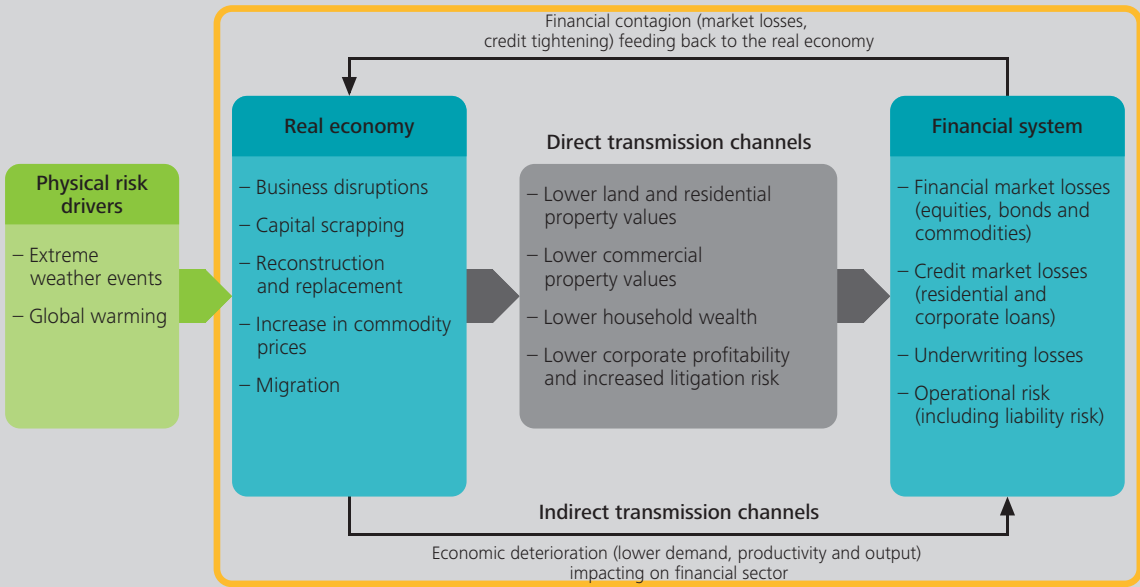 Financial contagion (market losses,
credit tightening) feeding back to the real economy
Physical risk
drivers
– Extreme
weather events
– Global warming
Real economy
– Business disruptions
– Capital scrapping
– Reconstruction
and replacement
– Increase in commodity
prices
– Migration
Direct transmission channels
– Lower land and residential
property values
– Lower commercial
property values
– Lower household wealth
– Lower corporate profitability
and increased litigation risk
Financial system
– Financial market losses
(equities, bonds and
commodities)
– Credit market losses
(residential and
corporate loans)
– Underwriting losses
– Operational risk
(including liability risk)
Indirect transmission channels
Economic deterioration (lower demand, productivity and output)
impacting on financial sector